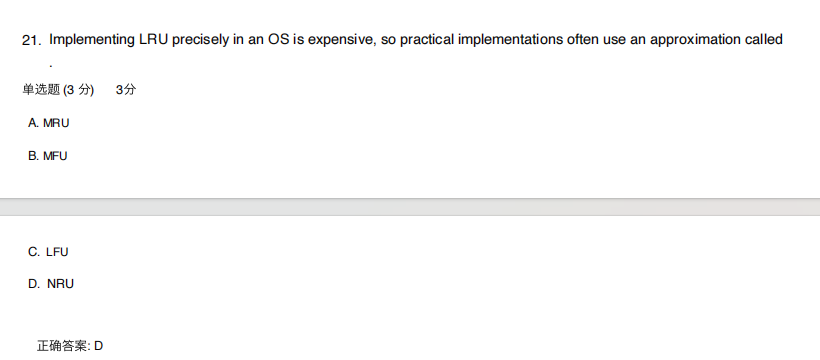 21. Implementing LRU precisely in an OS is expensive, so practical implementations often use an approximation called
.
单选题 (3 分) 3分
A. MRU
B. MFU
C. LFU
D. NRU
正确答案: D